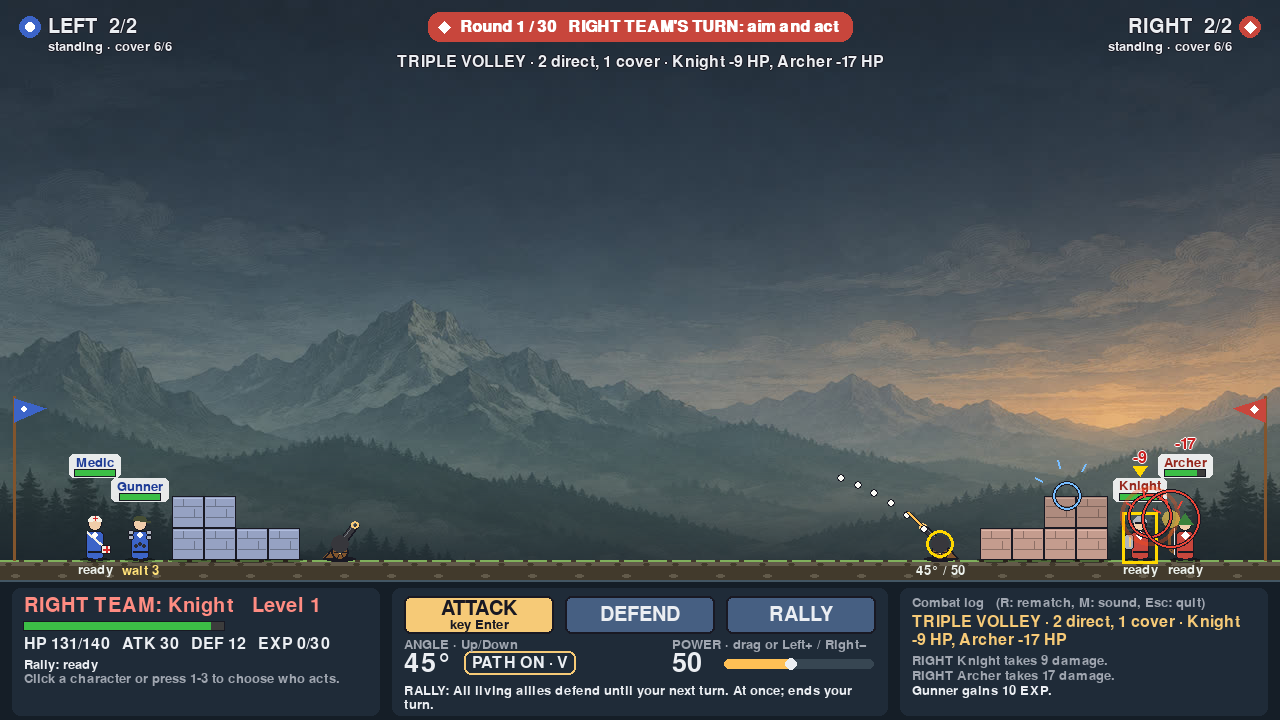 LEFT 2/2
standing · cover 6/6
Round 1 / 30 RIGHT TEAM'S TURN: aim and act
TRIPLE VOLLEY · 2 direct, 1 cover · Knight -9 HP, Archer -17 HP
RIGHT 2/2
standing · cover 6/6
Medic
Gunner
ready wait 3
45° / 50
-17
Archer
-9
Knight
ready ready
RIGHT TEAM: Knight Level 1
HP 131/140 ATK 30 DEF 12 EXP 0/30
Rally: ready
Click a character or press 1-3 to choose who acts.
ATTACK
key Enter
DEFEND
RALLY
ANGLE · Up/Down
45° PATH ON · V
POWER · drag or Left+ / Right–
50
RALLY: All living allies defend until your next turn. At once; ends your
turn.
Combat log (R: rematch, M: sound, Esc: quit)
TRIPLE VOLLEY · 2 direct, 1 cover · Knight
-9 HP, Archer -17 HP
RIGHT Knight takes 9 damage.
RIGHT Archer takes 17 damage.
Gunner gains 10 EXP.